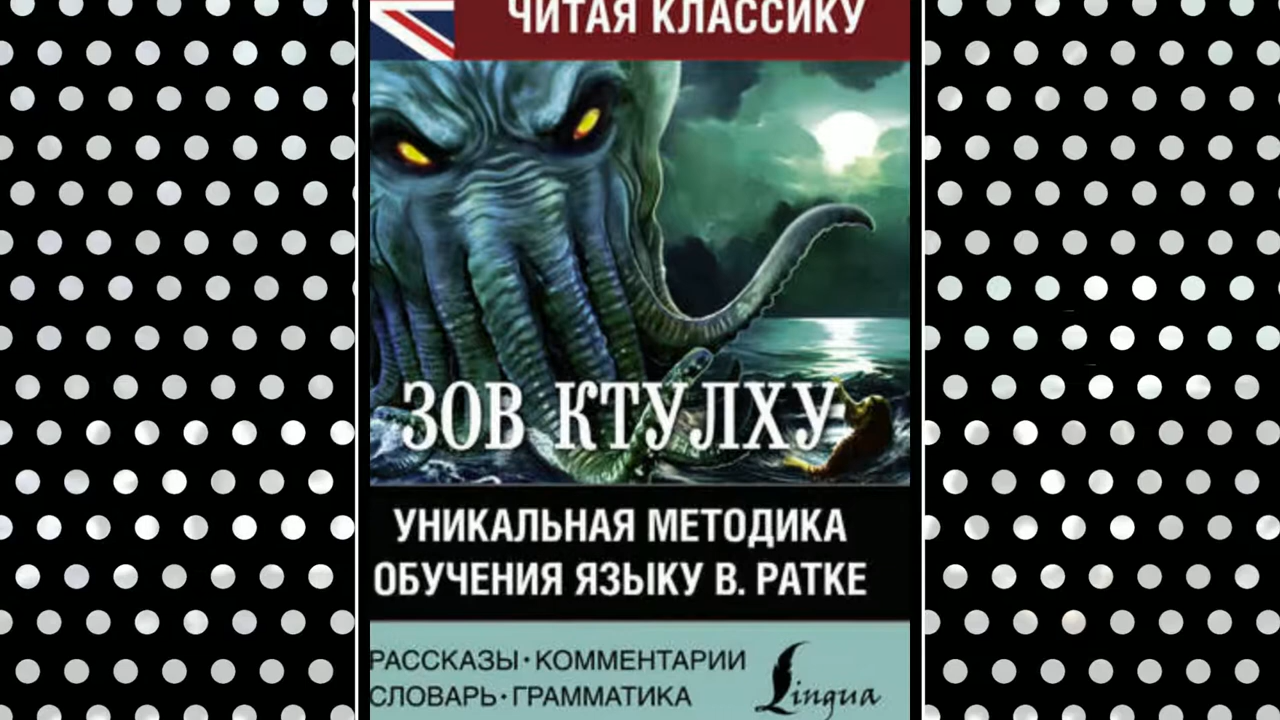 ЧИТАЯ КЛАССИКУ
ЗОВ КТУЛХУ
УНИКАЛЬНАЯ МЕТОДИКА
ОБУЧЕНИЯ ЯЗЫКУ В. РАТКЕ
РАССКАЗЫ·КОММЕНТАРИИ
СЛОВАРЬ·ГРАММАТИКА
Lingua